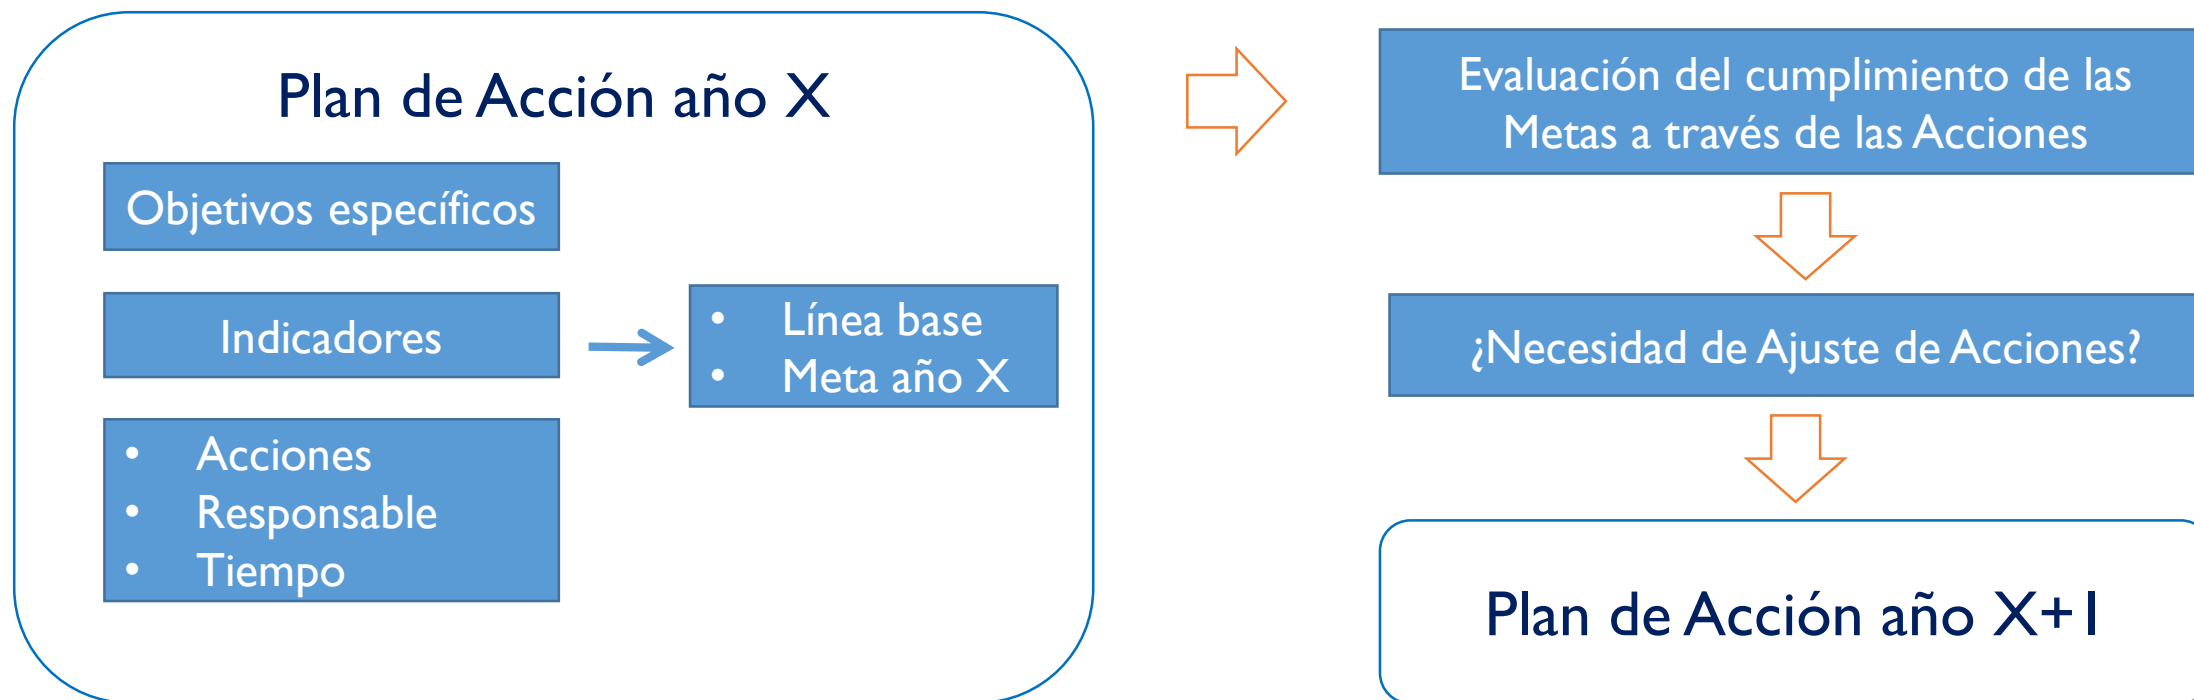 Plan de Acción año X
Objetivos específicos
Indicadores
• Línea base
• Meta año X
• Acciones
• Responsable
• Tiempo
Evaluación del cumplimiento de las
Metas a través de las Acciones
¿Necesidad de Ajuste de Acciones?
Plan de Acción año X+1